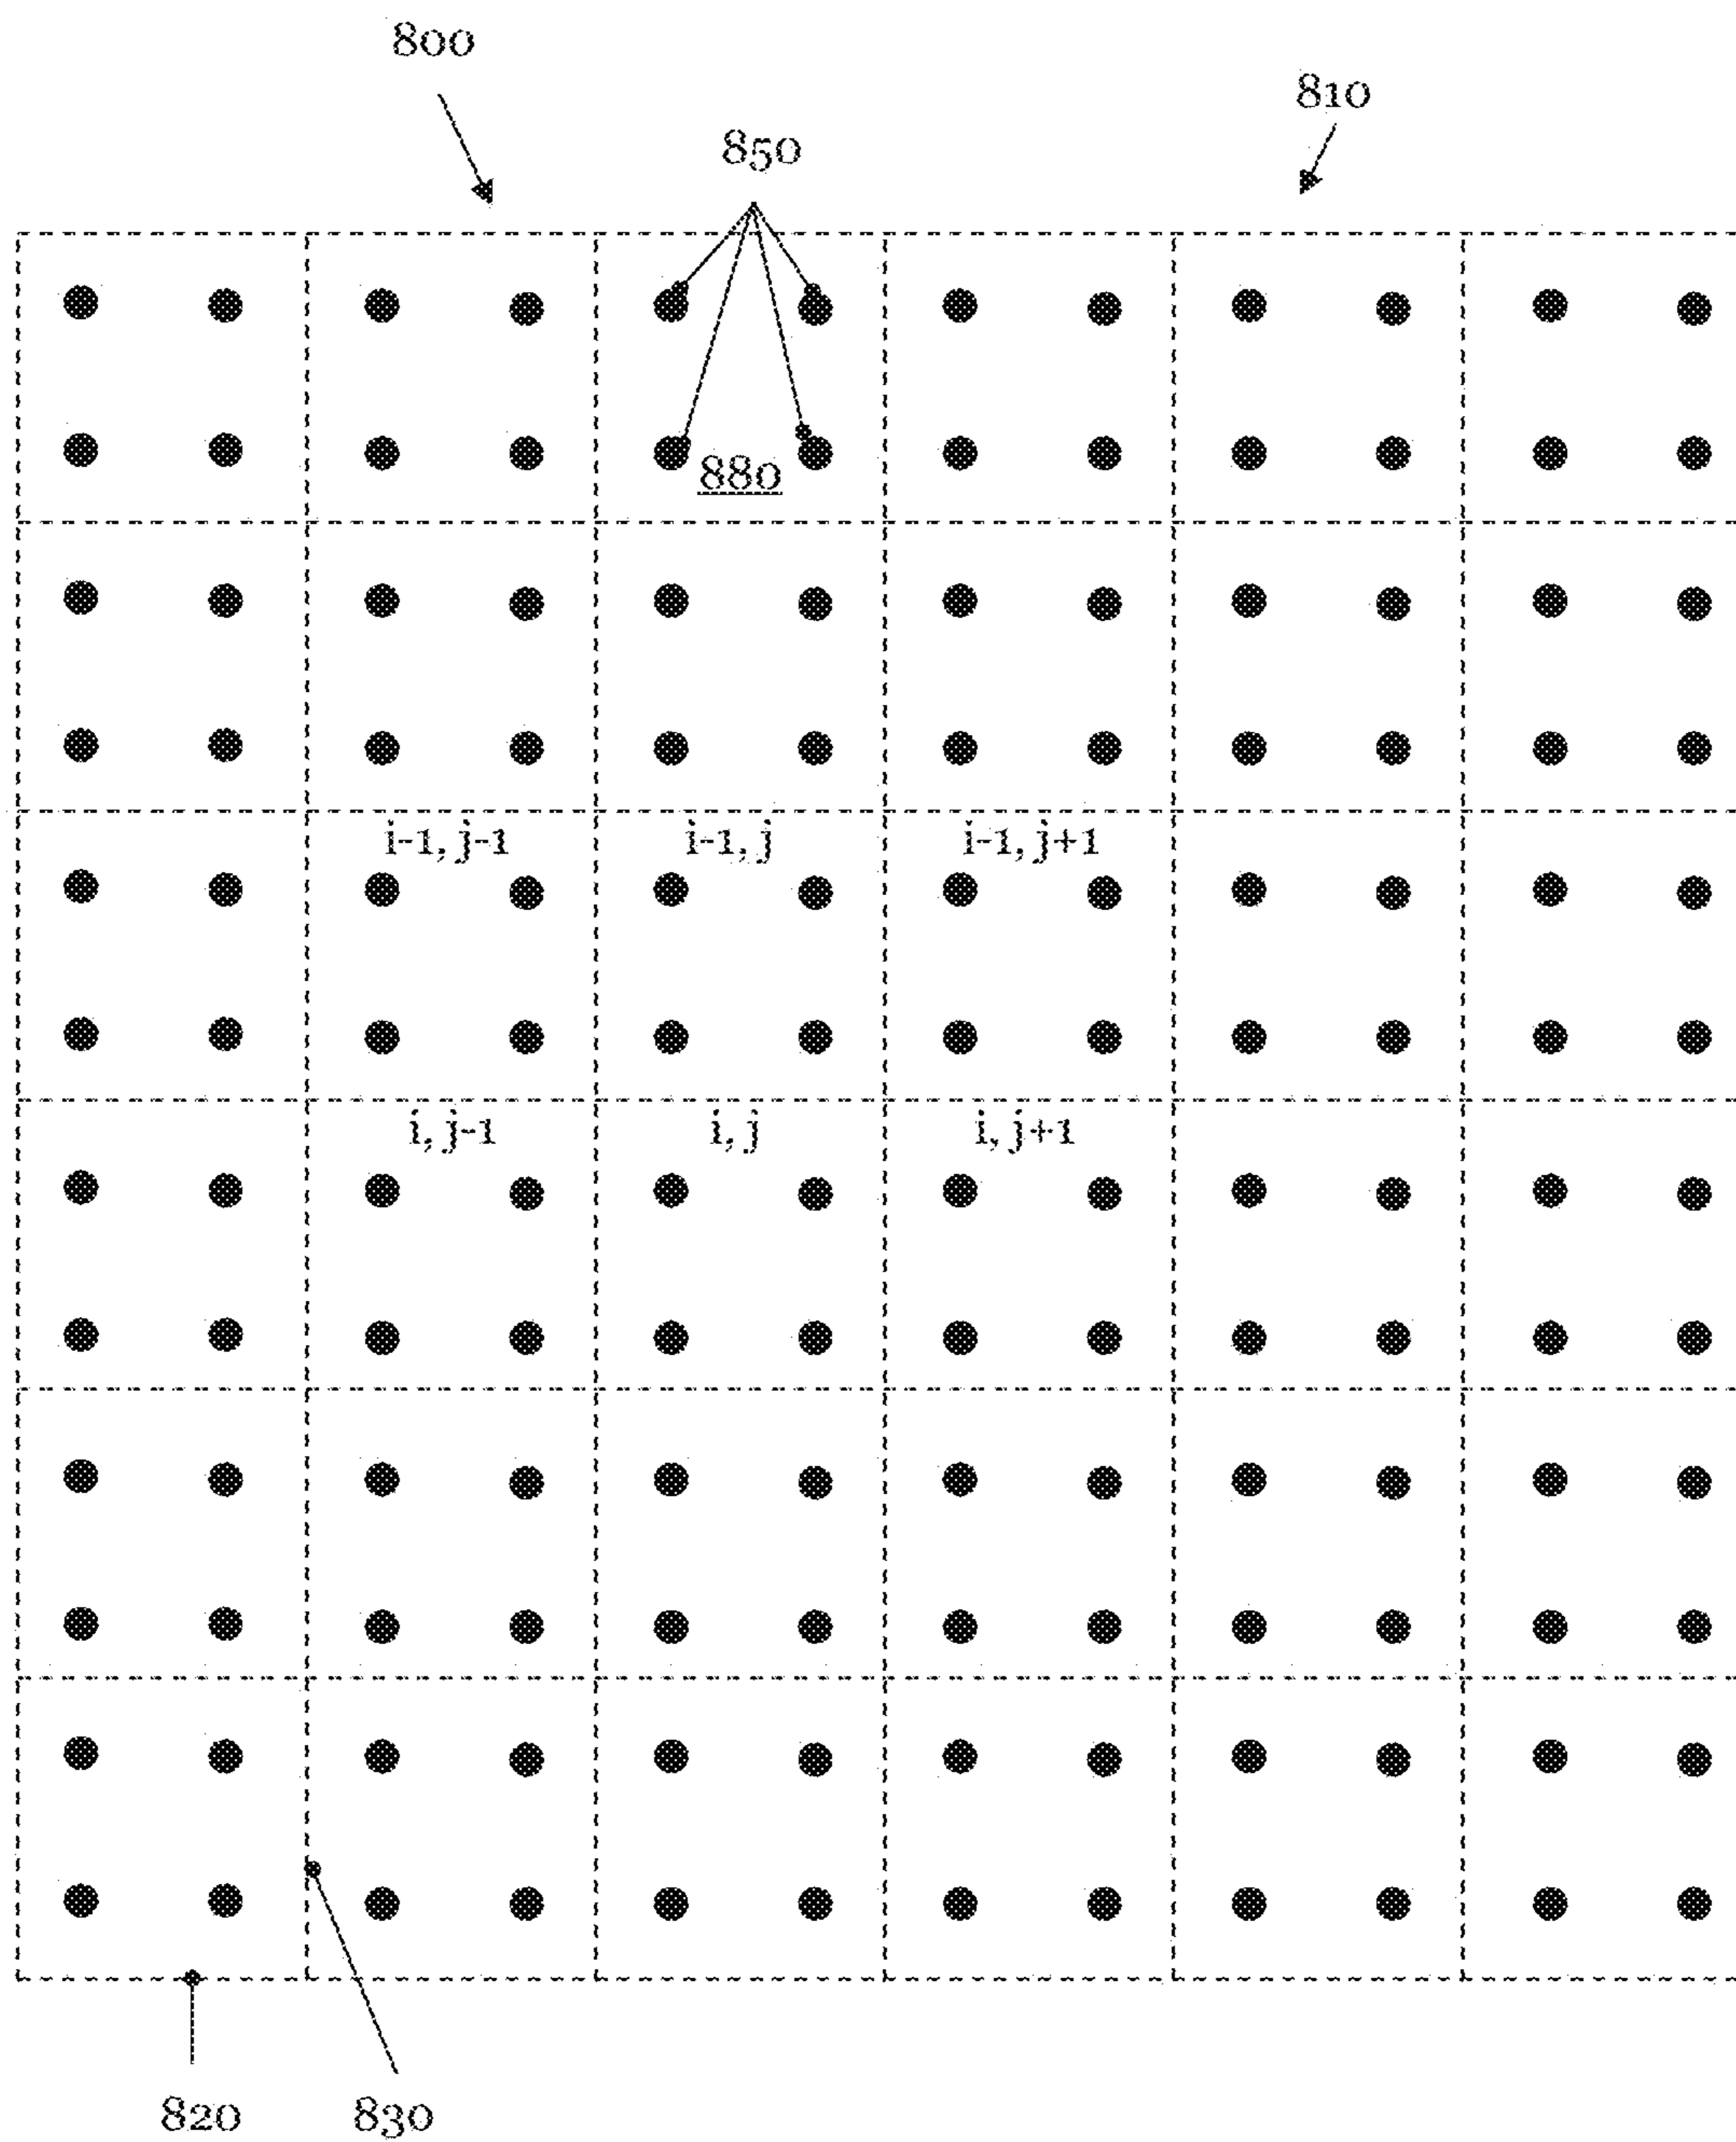 800
810
850
880
i-1, j-1
i-1, j
i-1, j+1
i, j-1
i, j
i, j+1
820
830